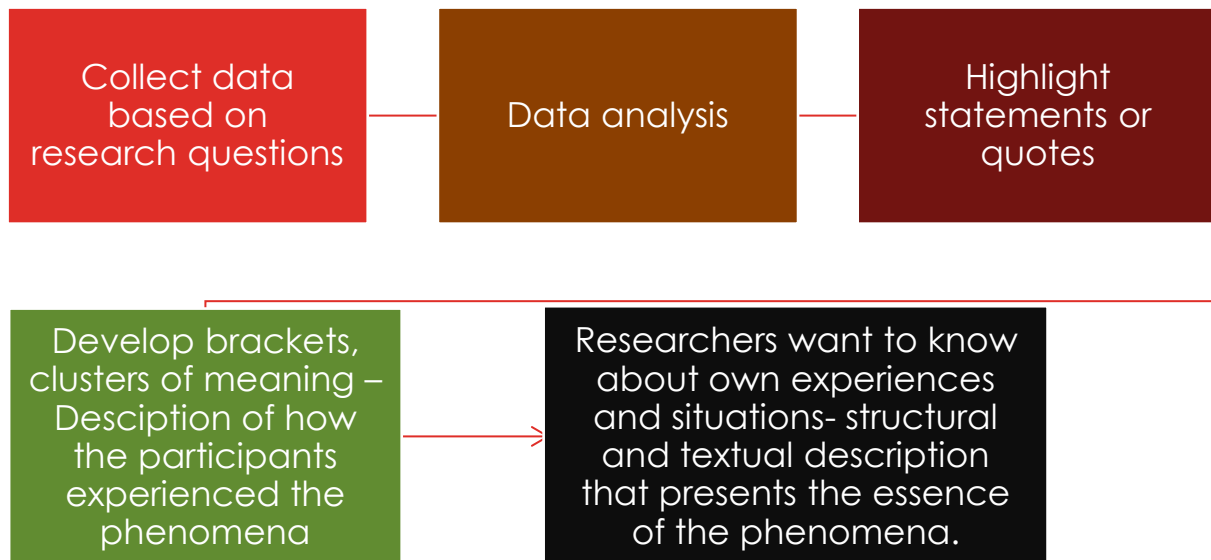 Collect data
based on
research questions
Data analysis
Highlight
statements or
quotes
Develop brackets,
clusters of meaning –
Desciption of how
the participants
experienced the
phenomena
Researchers want to know
about own experiences
and situations- structural
and textual description
that presents the essence
of the phenomena.